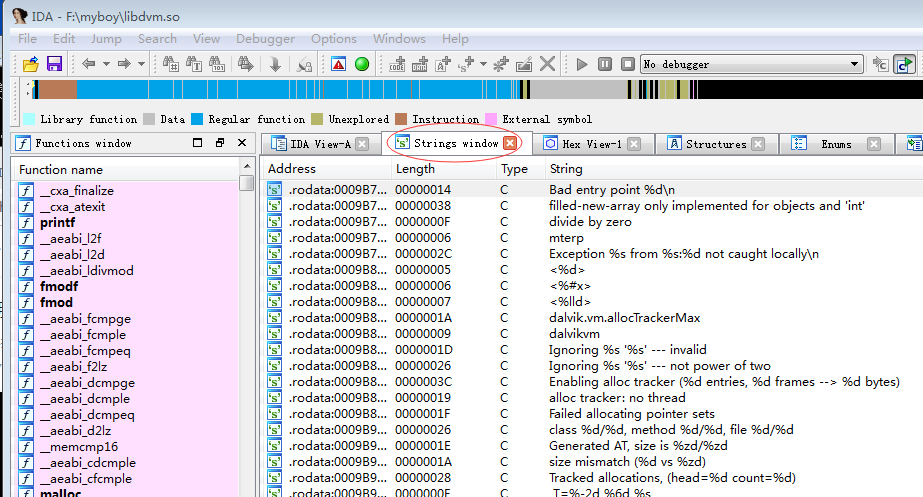 IDA - F:\myboy\libdvm.so
File Edit Jump Search View Debugger Options Windows Help
No debugger
Library function Data Regular function Unexplored Instruction External symbol
Functions window
IDA View-A Strings window Hex View-1 Structures Enums
Function name
Address Length Type String
__cxa_finalize
__cxa_atexit
printf
__aeabi_l2f
__aeabi_l2d
__aeabi_ldivmod
fmodf
fmod
__aeabi_fcmpge
__aeabi_fcmple
__aeabi_fcmpeq
__aeabi_f2lz
__aeabi_dcmpge
__aeabi_dcmple
__aeabi_dcmpeq
__aeabi_d2lz
__memcmp16
__aeabi_cdcmple
__aeabi_cfcmple
malloc
.rodata:0009B7... 00000014 C Bad entry point %d\n
.rodata:0009B7... 00000038 C filled-new-array only implemented for objects and 'int'
.rodata:0009B7... 0000000F C divide by zero
.rodata:0009B7... 00000006 C mterp
.rodata:0009B7... 0000002C C Exception %s from %s:%d not caught locally\n
.rodata:0009B8... 00000005 C <%d>
.rodata:0009B8... 00000006 C <%#x>
.rodata:0009B8... 00000007 C <%lld>
.rodata:0009B8... 0000001A C dalvik.vm.allocTrackerMax
.rodata:0009B8... 00000009 C dalvikvm
.rodata:0009B8... 0000001D C Ignoring %s '%s' --- invalid
.rodata:0009B8... 00000026 C Ignoring %s '%s' --- not power of two
.rodata:0009B8... 0000003C C Enabling alloc tracker (%d entries, %d frames --> %d bytes)
.rodata:0009B8... 00000019 C alloc tracker: no thread
.rodata:0009B8... 0000001F C Failed allocating pointer sets
.rodata:0009B9... 00000026 C class %d/%d, method %d/%d, file %d/%d
.rodata:0009B9... 0000001E C Generated AT, size is %zd/%zd
.rodata:0009B9... 0000001A C size mismatch (%d vs %zd)
.rodata:0009B9... 00000028 C Tracked allocations, (head=%d count=%d)
.rodata:0009B9... 0000000F C T=%-2d %6d %s